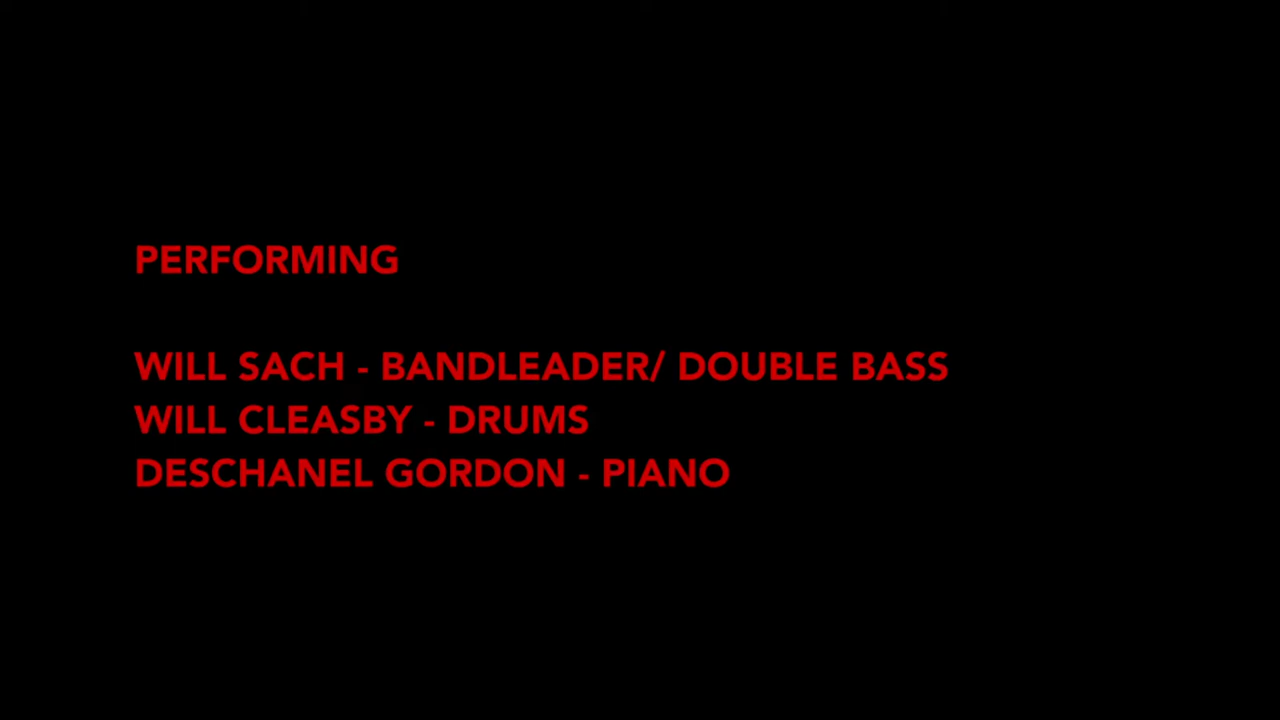 PERFORMING
WILL SACH - BANDLEADER/ DOUBLE BASS
WILL CLEASBY - DRUMS
DESCHANEL GORDON - PIANO